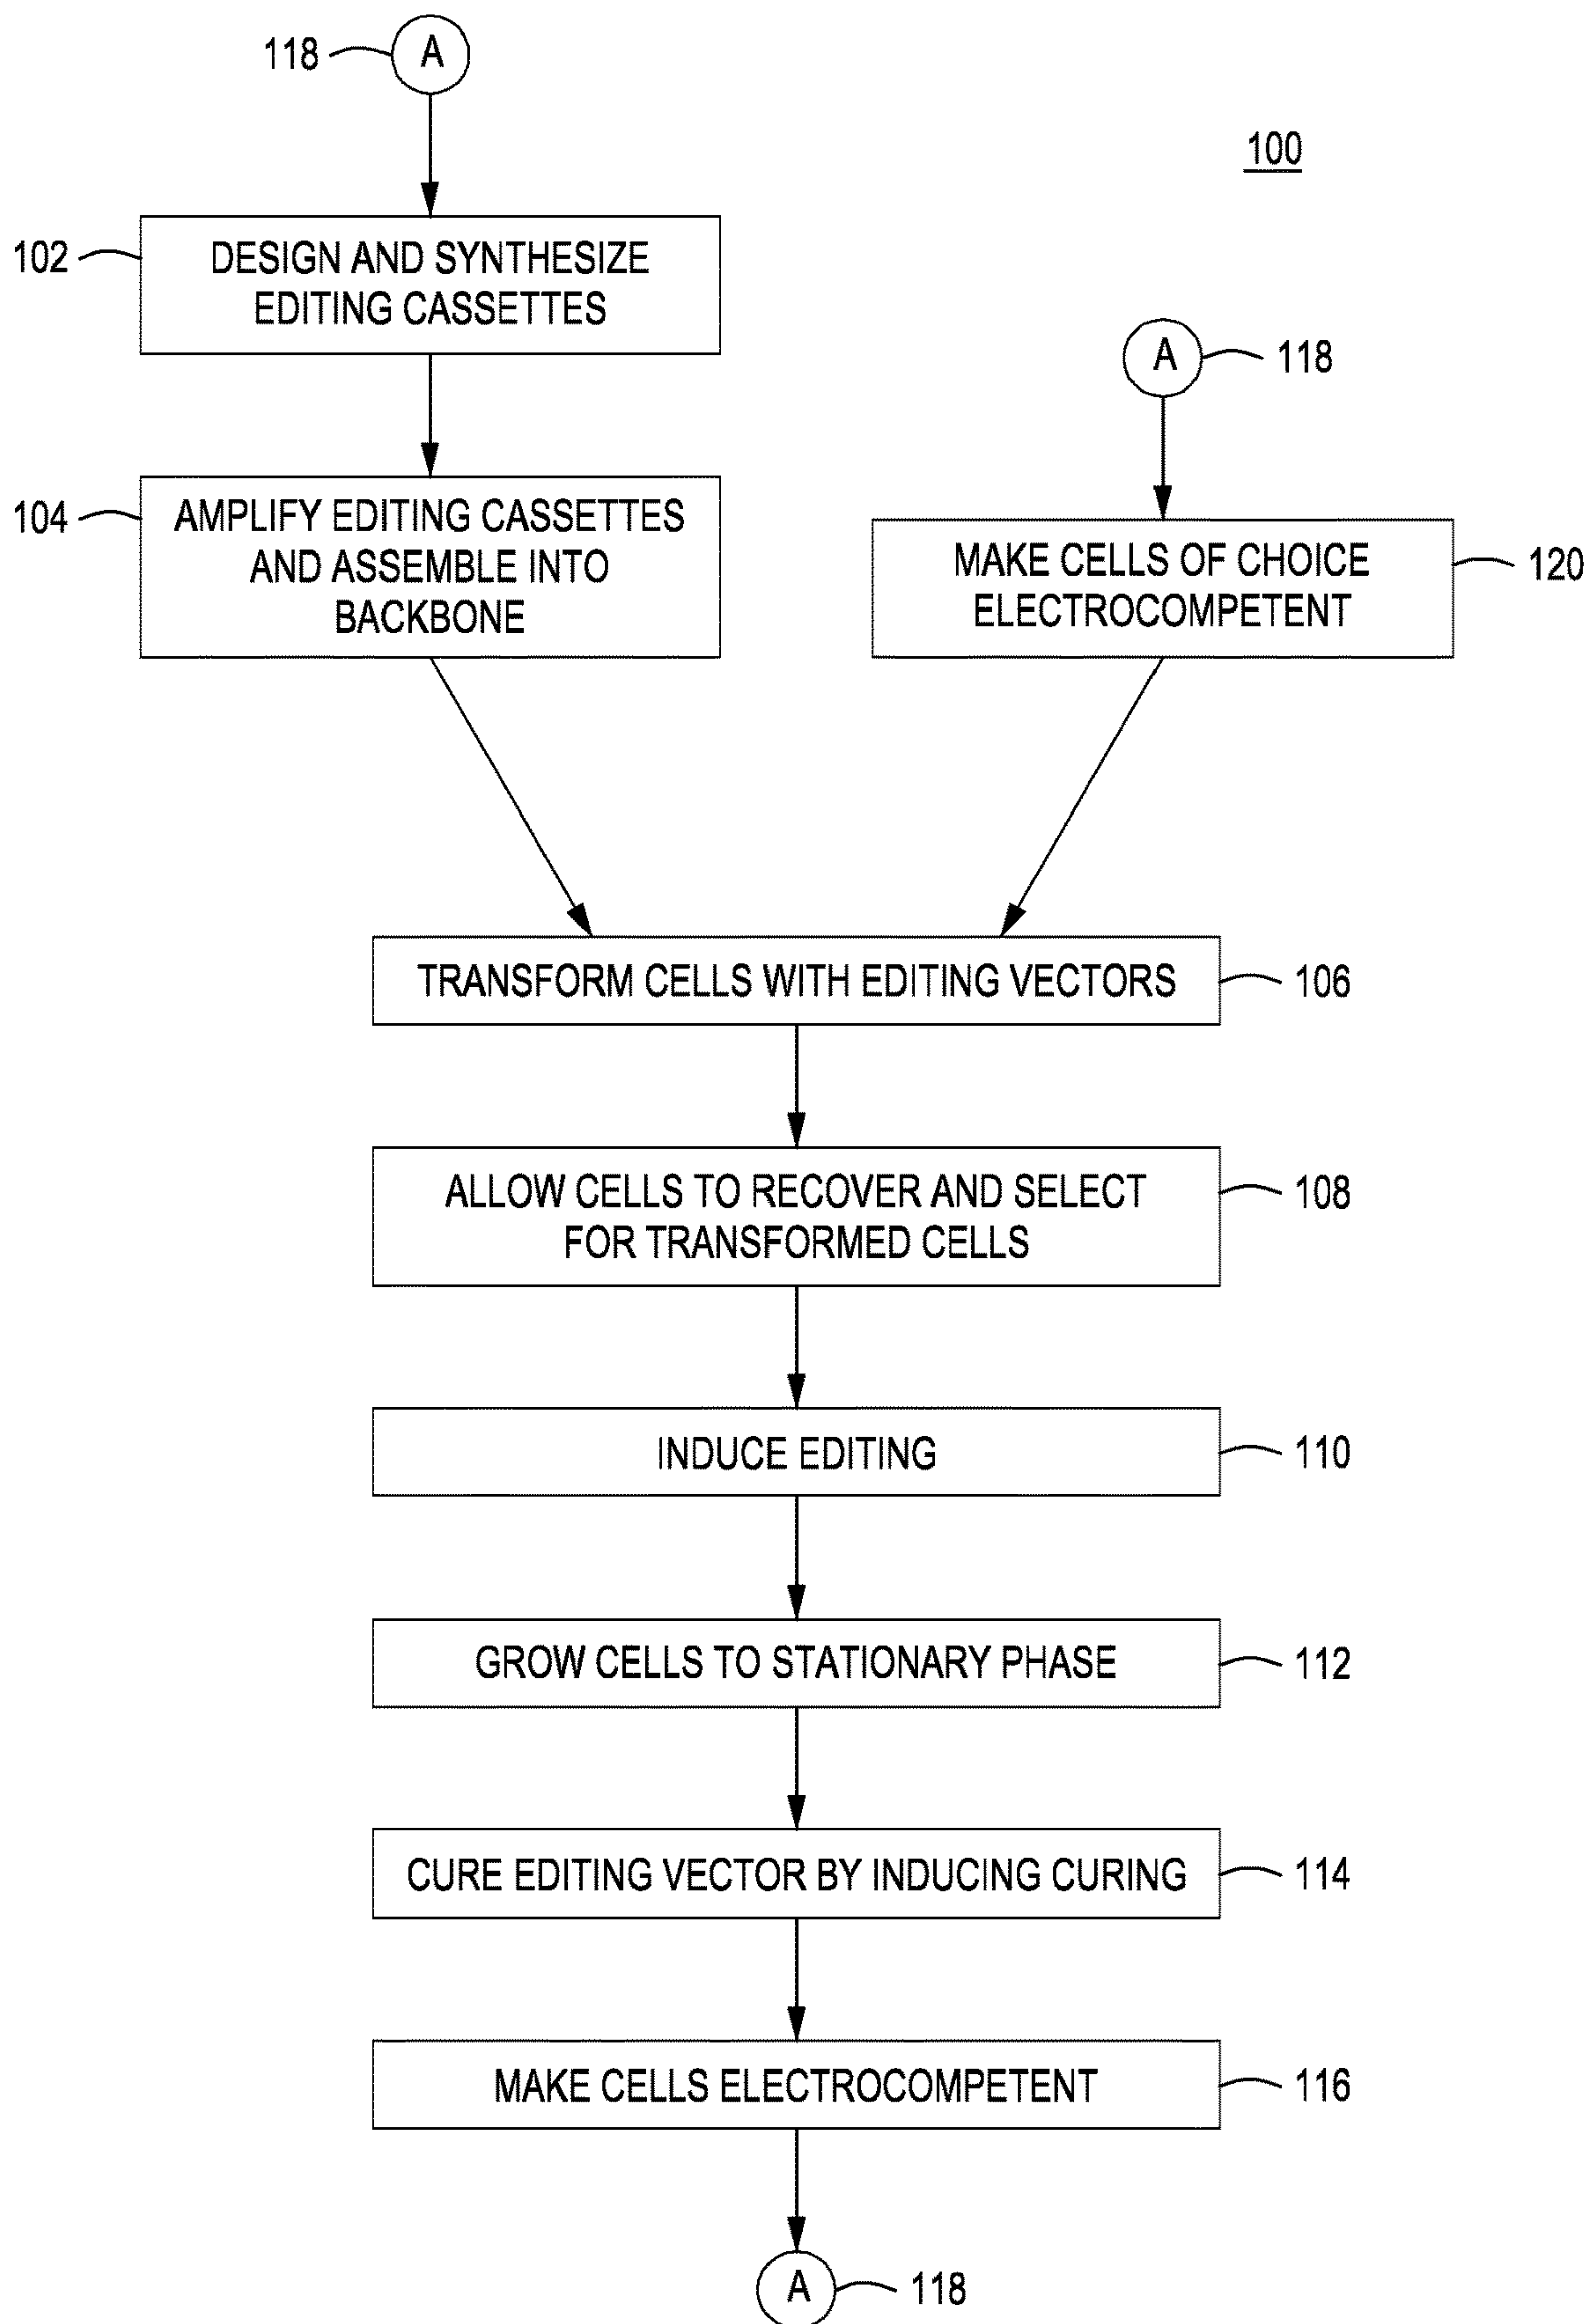 118
A
100
102
DESIGN AND SYNTHESIZE
EDITING CASSETTES
A
118
104
AMPLIFY EDITING CASSETTES
AND ASSEMBLE INTO
BACKBONE
MAKE CELLS OF CHOICE
ELECTROCOMPETENT
120
TRANSFORM CELLS WITH EDITING VECTORS
106
ALLOW CELLS TO RECOVER AND SELECT
FOR TRANSFORMED CELLS
108
INDUCE EDITING
110
GROW CELLS TO STATIONARY PHASE
112
CURE EDITING VECTOR BY INDUCING CURING
114
MAKE CELLS ELECTROCOMPETENT
116
A
118